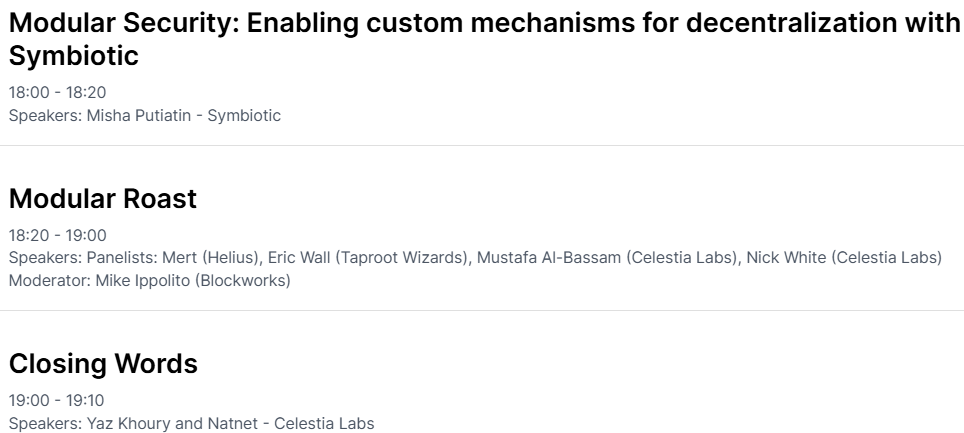 Modular Security: Enabling custom mechanisms for decentralization with
Symbiotic
18:00 - 18:20
Speakers: Misha Putiatin - Symbiotic
Modular Roast
18:20 - 19:00
Speakers: Panelists: Mert (Helius), Eric Wall (Taproot Wizards), Mustafa Al-Bassam (Celestia Labs), Nick White (Celestia Labs)
Moderator: Mike Ippolito (Blockworks)
Closing Words
19:00 - 19:10
Speakers: Yaz Khoury and Natnet - Celestia Labs